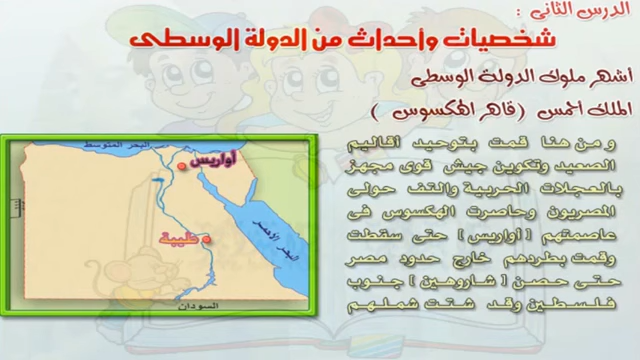 الدرس الثانى :
شخصيات وأحداث من الدولة الوسطى
أشهر ملوك الدولة الوسطى
الملك أحمس ( قاهر الهكسوس )
ومن هنا قمت بتوحيد أقاليم
الصعيد وتكوين جيش قوى مجهز
بالعجلات الحربية والتف حولى
المصريون وحاصرت الهكسوس فى
عاصمتهم [ أواريس ] حتى سقطت
وقمت بطردهم خارج حدود مصر
حتى حصن [ شاروهين ] جنوب
فلسطين وقد شتت شملهم
البحر المتوسط
أواريس
البحر الأحمر
طيبة
السودان